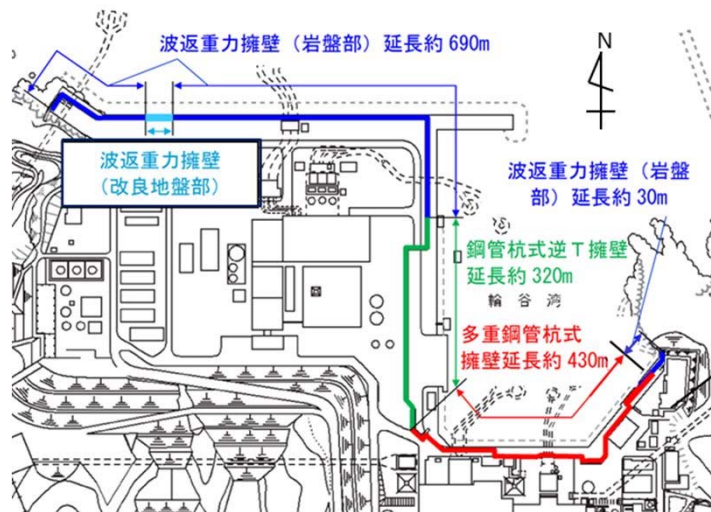 波返重力擁壁（岩盤部）延長約 690m
N
波返重力擁壁
（改良地盤部）
波返重力擁壁（岩盤
部）延長約 30m
鋼管杭式逆Ｔ擁壁
延長約 320m
輪谷湾
多重鋼管杭式
擁壁延長約 430m